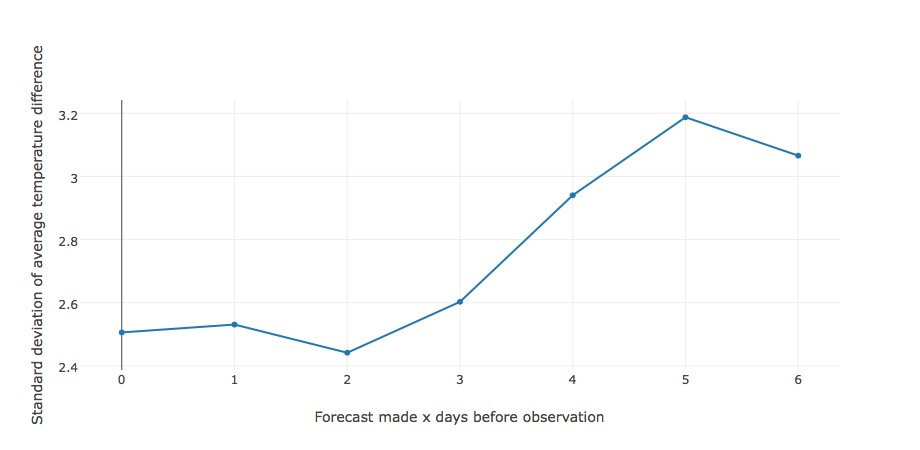 Standard deviation of average temperature difference
3.2
3
2.8
2.6
2.4
0 1 2 3 4 5 6
Forecast made x days before observation